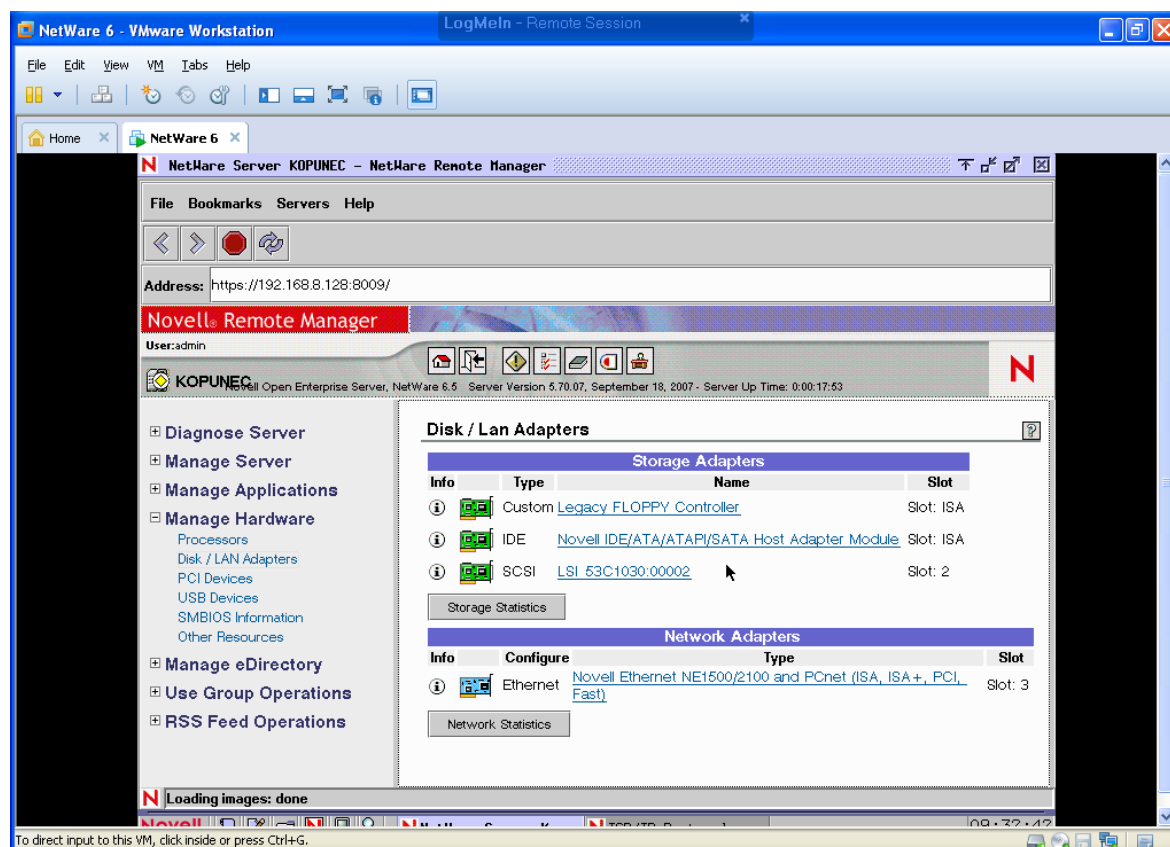 LogMeIn - Remote Session
NetWare 6 - VMware Workstation
File Edit View VM Tabs Help
Home
NetWare 6
NetWare Server KOPUNEC - NetWare Remote Manager
File Bookmarks Servers Help
Address: https://192.168.8.128:8009/
Novell® Remote Manager
User:admin
KOPUNEC
Open Enterprise Server, NetWare 6.5 Server Version 5.70.07, September 18, 2007 - Server Up Time: 0:00:17:53
N
Diagnose Server
Manage Server
Manage Applications
Manage Hardware
Processors
Disk / LAN Adapters
PCI Devices
USB Devices
SMBIOS Information
Other Resources
Manage eDirectory
Use Group Operations
RSS Feed Operations
Disk / Lan Adapters
Storage Adapters
Info Type Name Slot
Custom Legacy FLOPPY Controller Slot: ISA
IDE Novell IDE/ATA/ATAPI/SATA Host Adapter Module Slot: ISA
SCSI LSI 53C1030:00002 Slot: 2
Storage Statistics
Network Adapters
Info Configure Type Slot
Ethernet Novell Ethernet NE1500/2100 and PCnet (ISA, ISA+, PCI, Fast) Slot: 3
Network Statistics
Loading images: done
Novell
09:32:42
To direct input to this VM, click inside or press Ctrl+G.